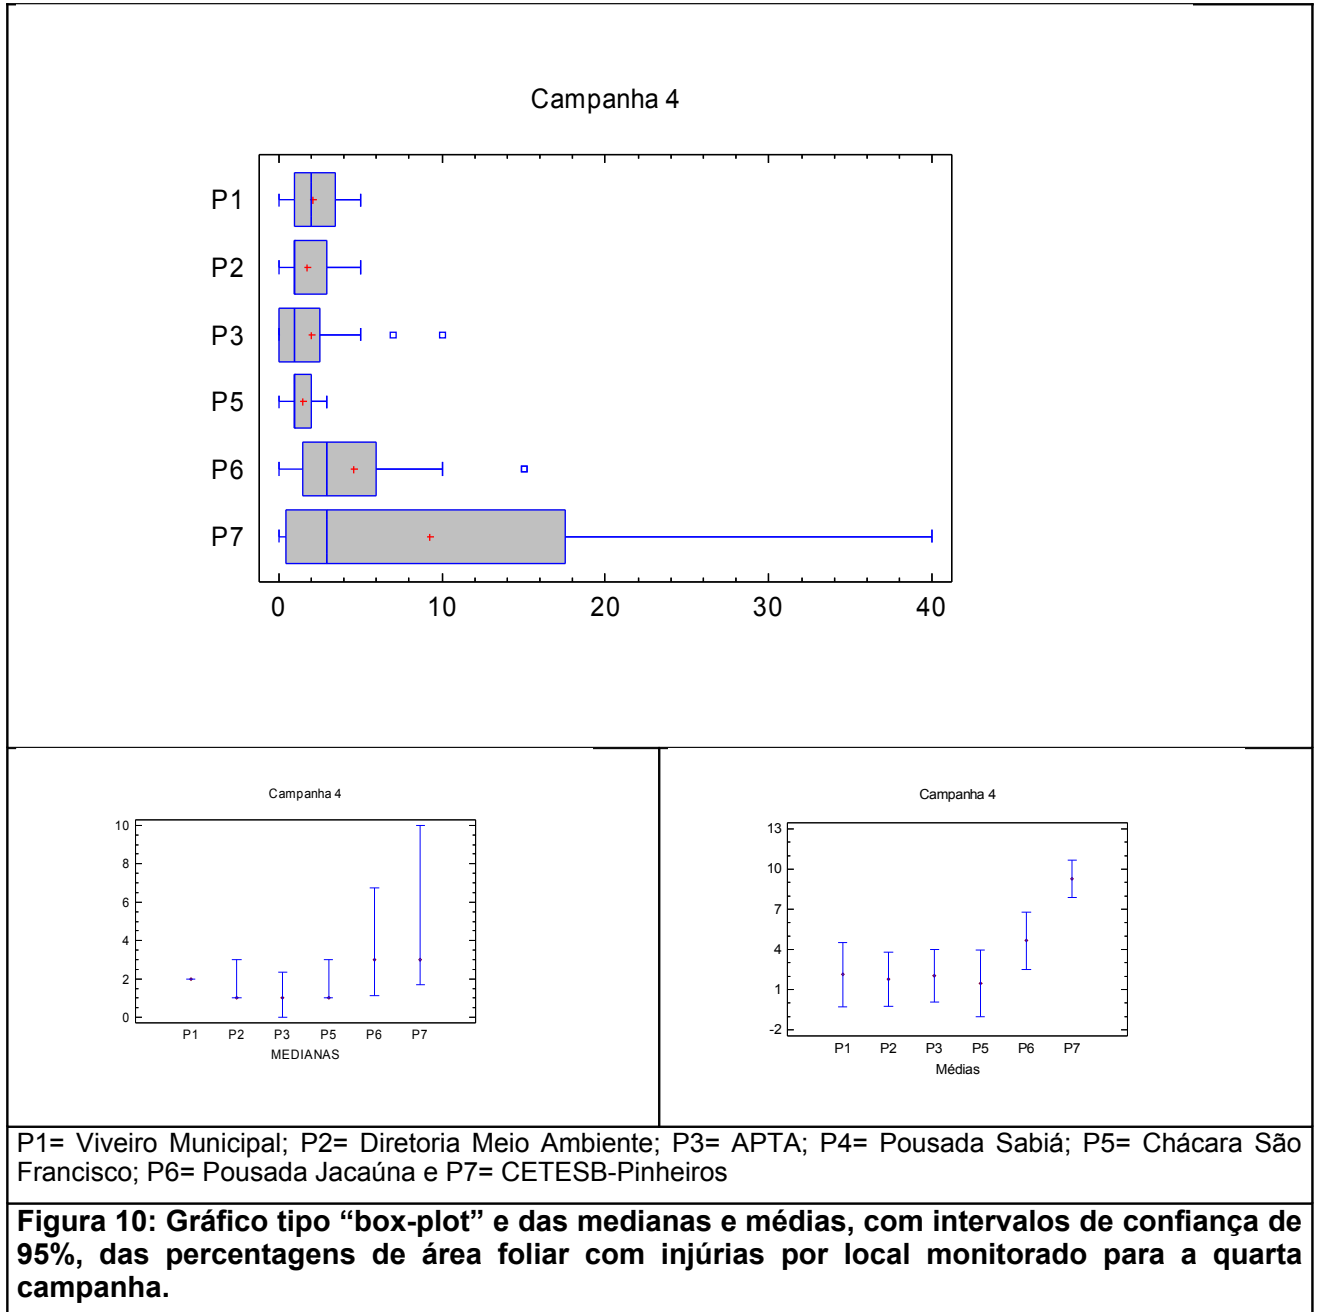 Campanha 4
P1
P2
P3
P5
P6
P7
0 10 20 30 40
Campanha 4
10
8
6
4
2
0
P1 P2 P3 P5 P6 P7
MEDIANAS
Campanha 4
13
10
7
4
1
-2
P1 P2 P3 P5 P6 P7
Médias
P1= Viveiro Municipal; P2= Diretoria Meio Ambiente; P3= APTA; P4= Pousada Sabiá; P5= Chácara São
Francisco; P6= Pousada Jacaúna e P7= CETESB-Pinheiros
Figura 10: Gráfico tipo “box-plot” e das medianas e médias, com intervalos de confiança de
95%, das percentagens de área foliar com injúrias por local monitorado para a quarta
campanha.